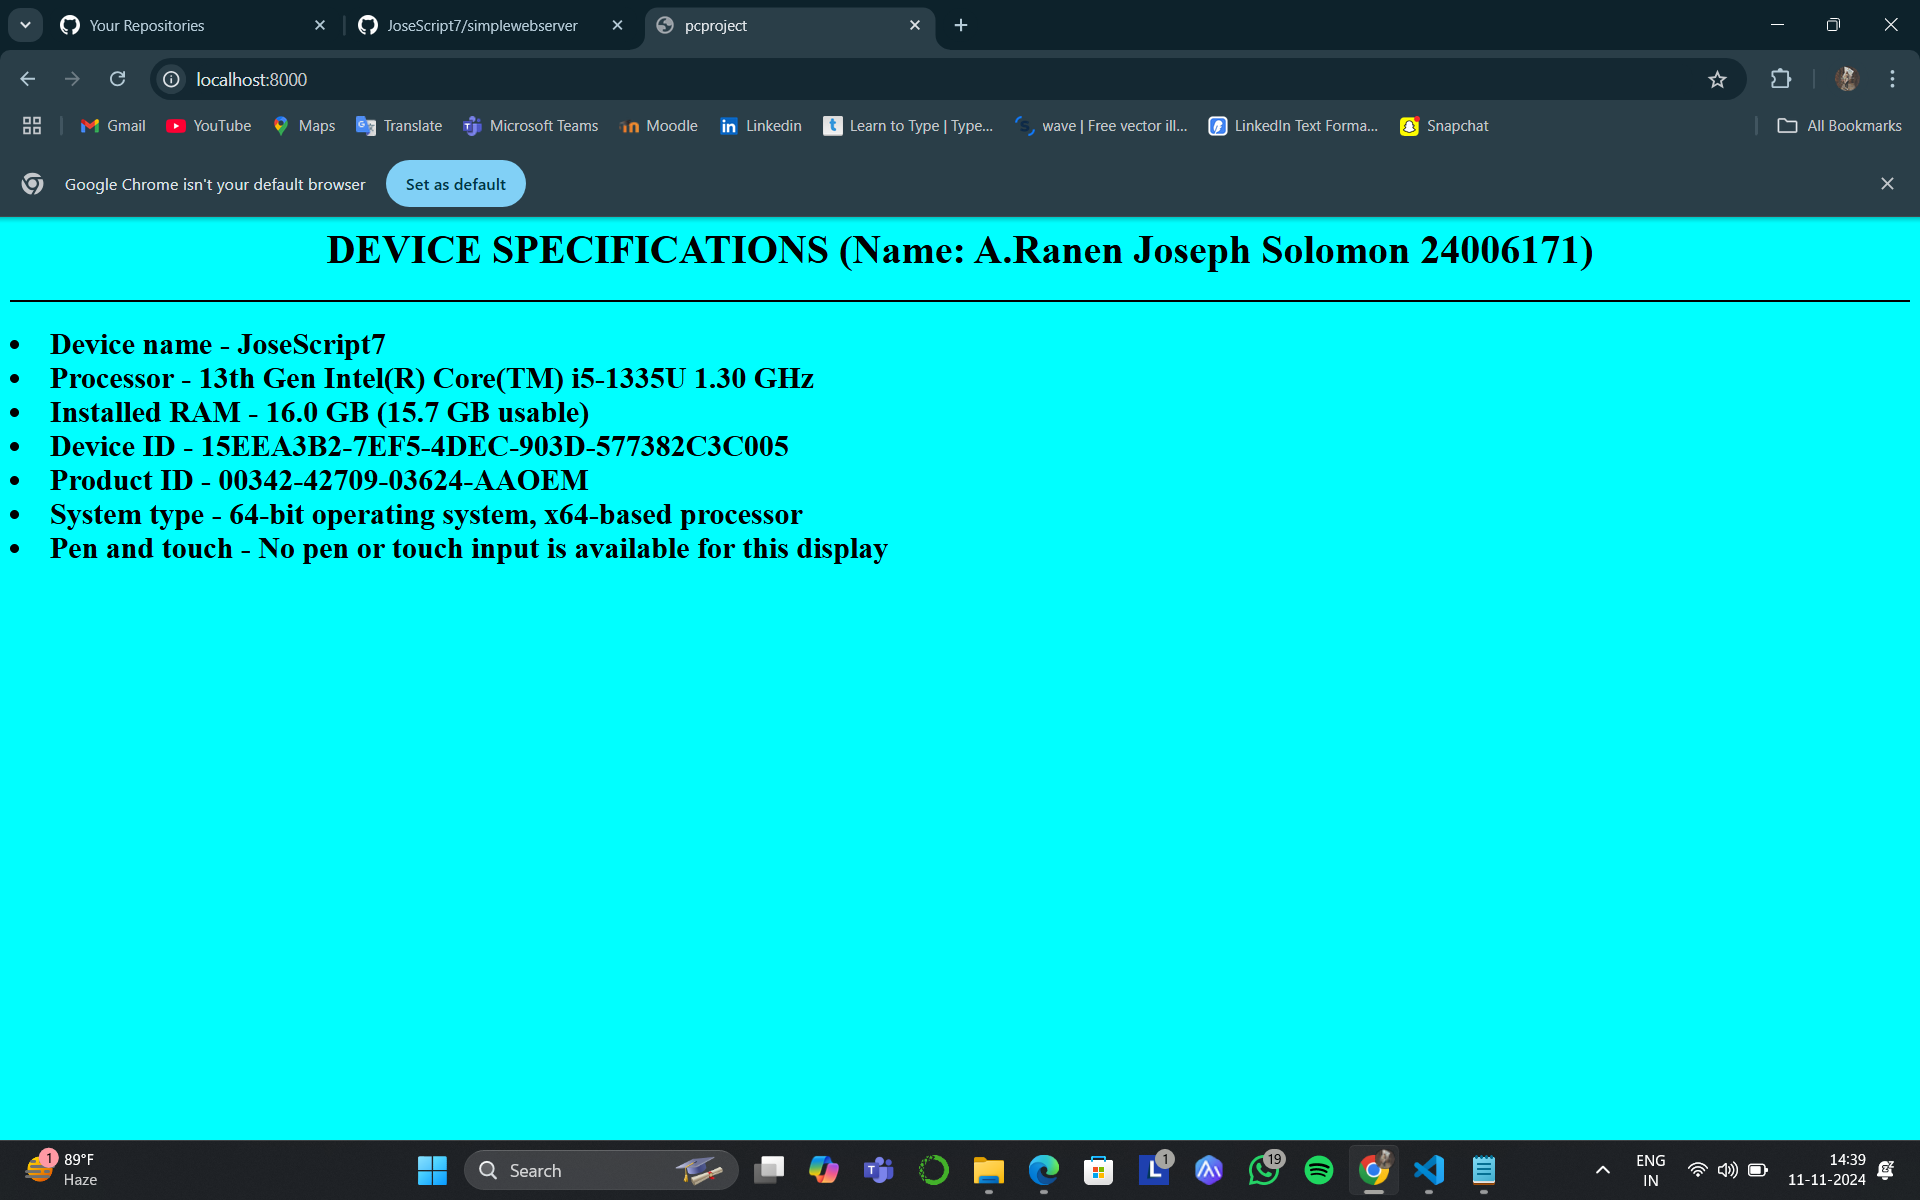 Your Repositories
JoseScript7/simplewebserver
pcproject
localhost:8000
Gmail
YouTube
Maps
Translate
Microsoft Teams
Moodle
Linkedin
Learn to Type | Type...
wave | Free vector ill...
LinkedIn Text Forma...
Snapchat
All Bookmarks
Google Chrome isn't your default browser
Set as default
DEVICE SPECIFICATIONS (Name: A.Ranen Joseph Solomon 24006171)
• Device name - JoseScript7
• Processor - 13th Gen Intel(R) Core(TM) i5-1335U 1.30 GHz
• Installed RAM - 16.0 GB (15.7 GB usable)
• Device ID - 15EEA3B2-7EF5-4DEC-903D-577382C3C005
• Product ID - 00342-42709-03624-AAOEM
• System type - 64-bit operating system, x64-based processor
• Pen and touch - No pen or touch input is available for this display
1
89°F
Haze
Search
L
1
19
ENG
IN
14:39
11-11-2024